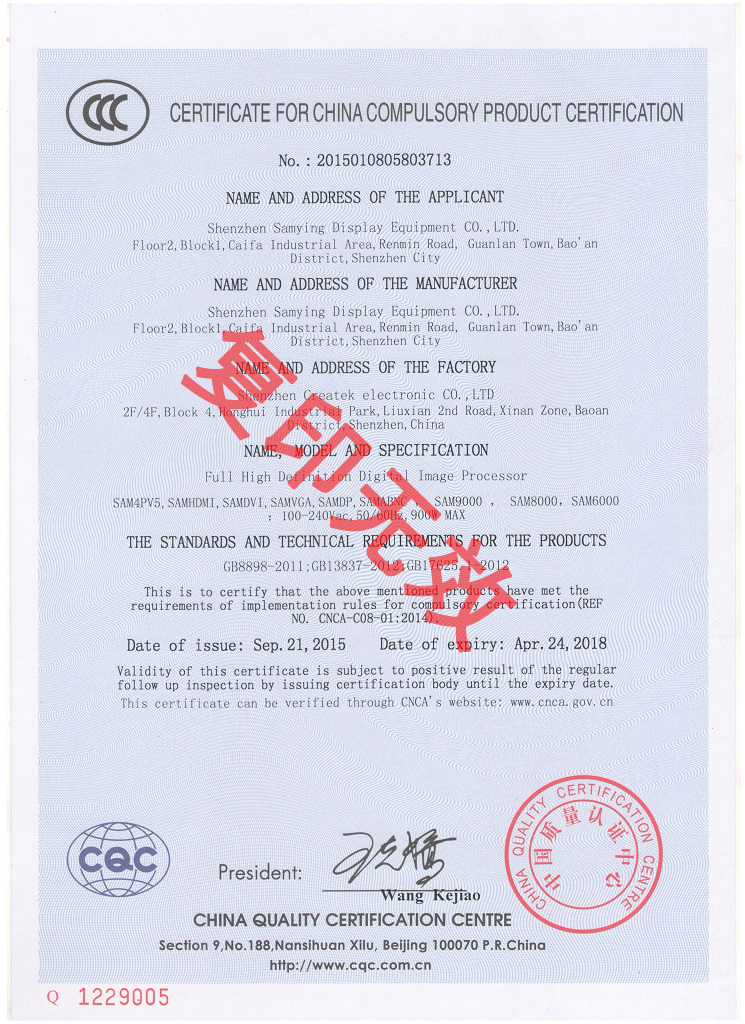 CCC
CERTIFICATE FOR CHINA COMPULSORY PRODUCT CERTIFICATION
No.: 2015010805803713
NAME AND ADDRESS OF THE APPLICANT
Shenzhen Samying Display Equipment CO.,LTD.
Floor2,Block1,Caifa Industrial Area,Renmin Road, Guanlan Town,Bao'an
District,Shenzhen City
NAME AND ADDRESS OF THE MANUFACTURER
Shenzhen Samying Display Equipment CO.,LTD.
Floor2,Block1,Caifa Industrial Area,Renmin Road, Guanlan Town,Bao'an
District,Shenzhen City
NAME AND ADDRESS OF THE FACTORY
Shenzhen Createk electronic CO.,LTD
2F/4F,Block 4,Honghui Industrial Park,Liuxian 2nd Road,Xinan Zone,Baoan
District,Shenzhen,China
NAME, MODEL AND SPECIFICATION
Full High Definition Digital Image Processor
SAM4PV5,SAMHDMI,SAMDVI,SAMVGA,SAMDP,SAMABNC, SAM9000 , SAM8000, SAM6000
: 100-240Vac,50/60Hz,900W MAX
THE STANDARDS AND TECHNICAL REQUIREMENTS FOR THE PRODUCTS
GB8898-2011;GB13837-2012;GB17625.1-2012
This is to certify that the above mentioned products have met the
requirements of implementation rules for compulsory certification(REF
NO. CNCA-C08-01:2014).
Date of issue: Sep.21,2015 Date of expiry: Apr.24,2018
Validity of this certificate is subject to positive result of the regular
follow up inspection by issuing certification body until the expiry date.
This certificate can be verified through CNCA's website: www.cnca.gov.cn
复印无效
CQC
President:
Wang Kejiao
CHINA QUALITY CERTIFICATION CENTRE
中国质量认证中心
CHINA QUALITY CERTIFICATION CENTRE
Section 9,No.188,Nansihuan Xilu, Beijing 100070 P.R.China
http://www.cqc.com.cn
Q 1229005